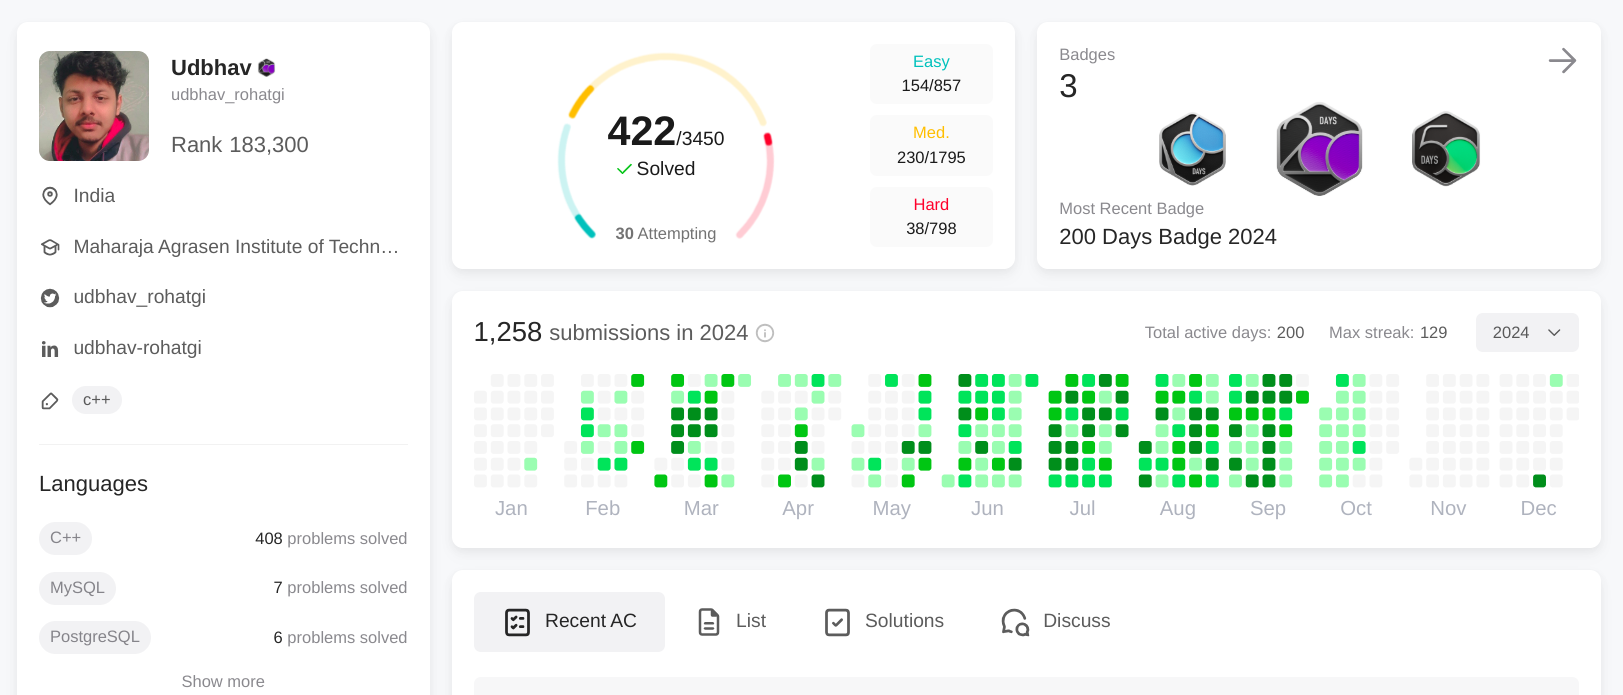 Udbhav
udbhav_rohatgi
Rank 183,300
India
Maharaja Agrasen Institute of Techn…
udbhav_rohatgi
in udbhav-rohatgi
c++
Languages
C++ 408 problems solved
MySQL 7 problems solved
PostgreSQL 6 problems solved
Show more
422/3450
Solved
30 Attempting
Easy
154/857
Med.
230/1795
Hard
38/798
Badges
3
DAYS
200 DAYS
50 DAYS
Most Recent Badge
200 Days Badge 2024
1,258 submissions in 2024
Total active days: 200 Max streak: 129 2024
Jan Feb Mar Apr May Jun Jul Aug Sep Oct Nov Dec
Recent AC List Solutions Discuss